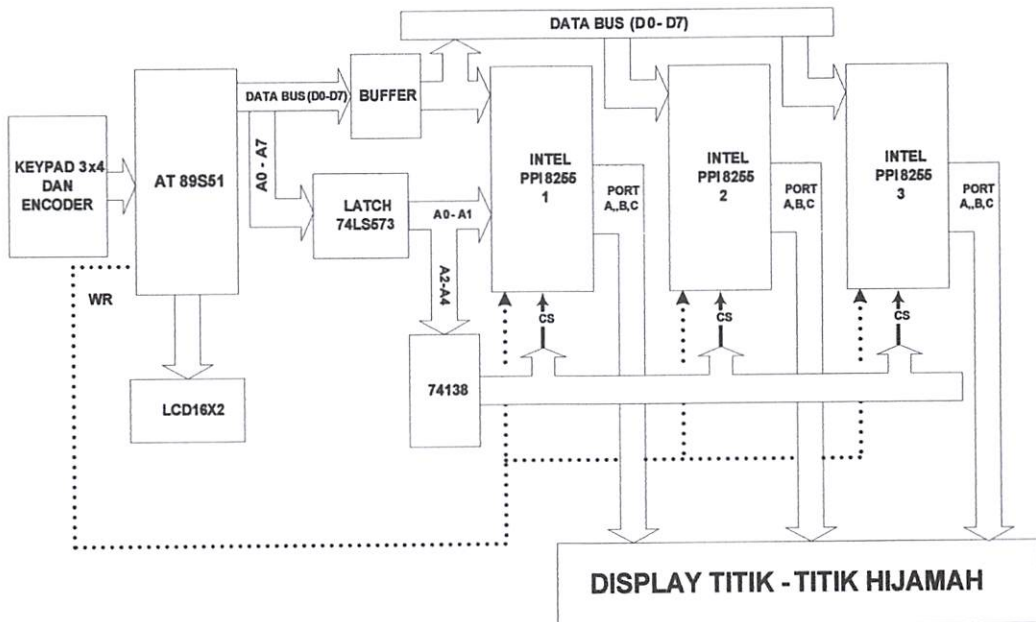 DATA BUS (D0- D7)
KEYPAD 3x4
DAN
ENCODER
AT 89S51
DATA BUS (D0-D7)
BUFFER
A0 - A7
LATCH
74LS573
A0- A1
A2-A4
INTEL
PPI 8255
1
PORT
A,,B,C
INTEL
PPI 8255
2
PORT
A,B,C
INTEL
PPI 8255
3
PORT
A,,B,C
WR
CS
CS
CS
74138
LCD16X2
DISPLAY TITIK - TITIK HIJAMAH